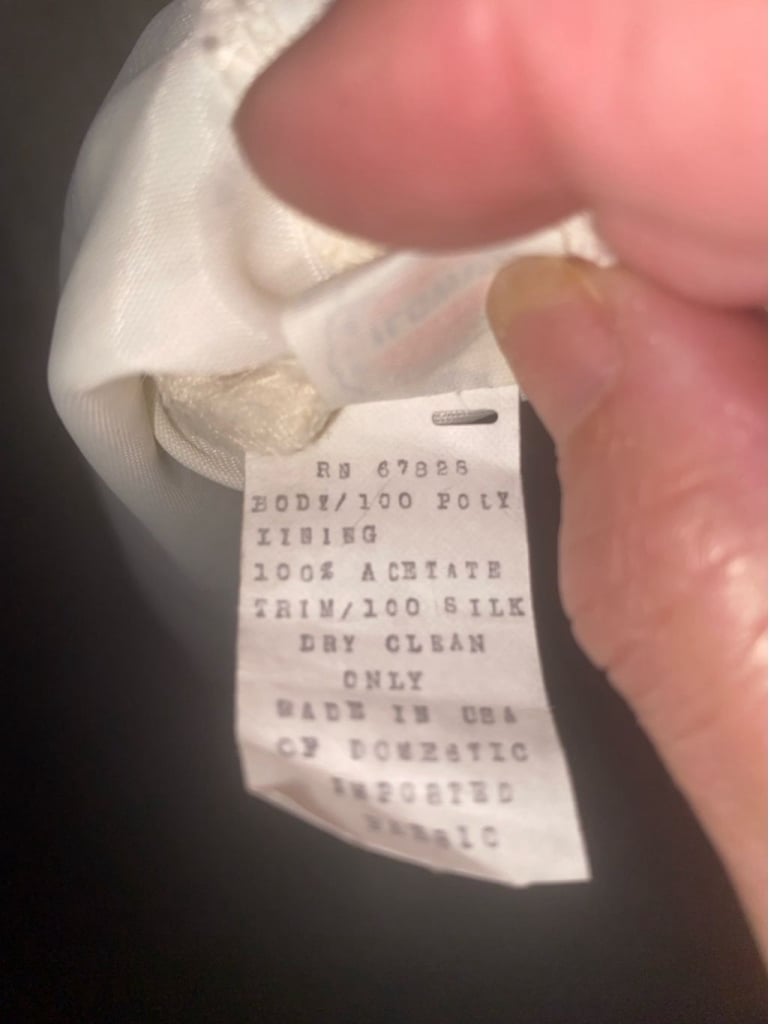 RN 67828
BODY/100 POLY
LINING
100% ACETATE
TRIM/100 SILK
DRY CLEAN
ONLY
MADE IN USA
OF DOMESTIC
IMPORTED
FABRIC